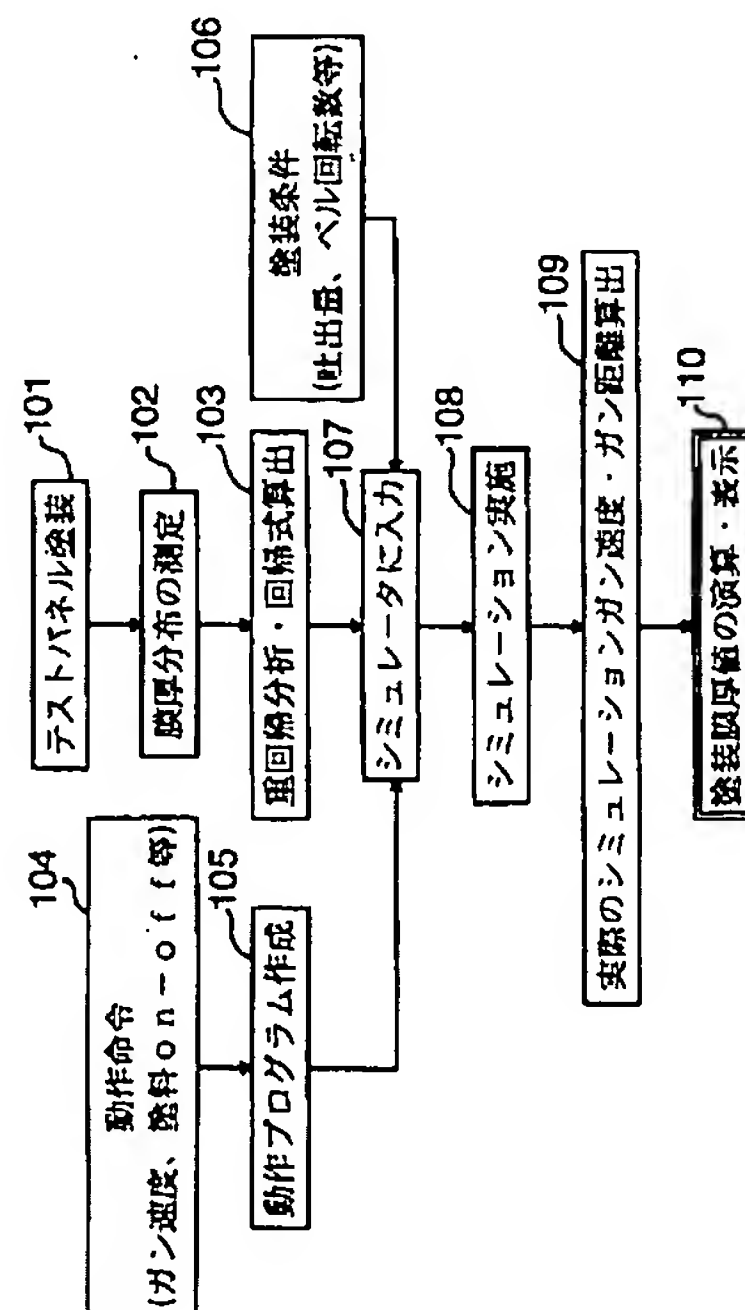 動作命令
(ガン速度、塗料on-off等)
104
動作プログラム作成
105
テストパネル塗装
101
膜厚分布の測定
102
重回帰分析・回帰式算出
103
塗装条件
(吐出量、ベル回転数等)
106
シミュレータに入力
107
シミュレーション実施
108
実際のシミュレーションガン速度・ガン距離算出
109
塗装膜厚値の演算・表示
110